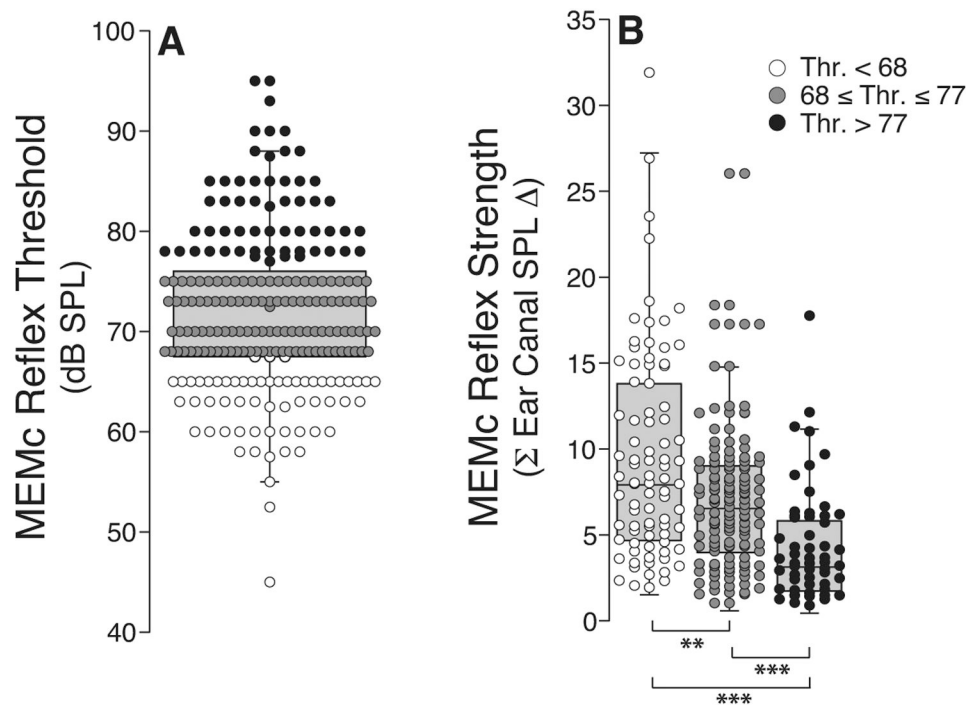 A
MEMc Reflex Threshold
(dB SPL)
100
90
80
70
60
50
40
B
MEMc Reflex Strength
(Σ Ear Canal SPL Δ)
35
30
25
20
15
10
5
0
Thr. < 68
68 ≤ Thr. ≤ 77
Thr. > 77
**
***
***